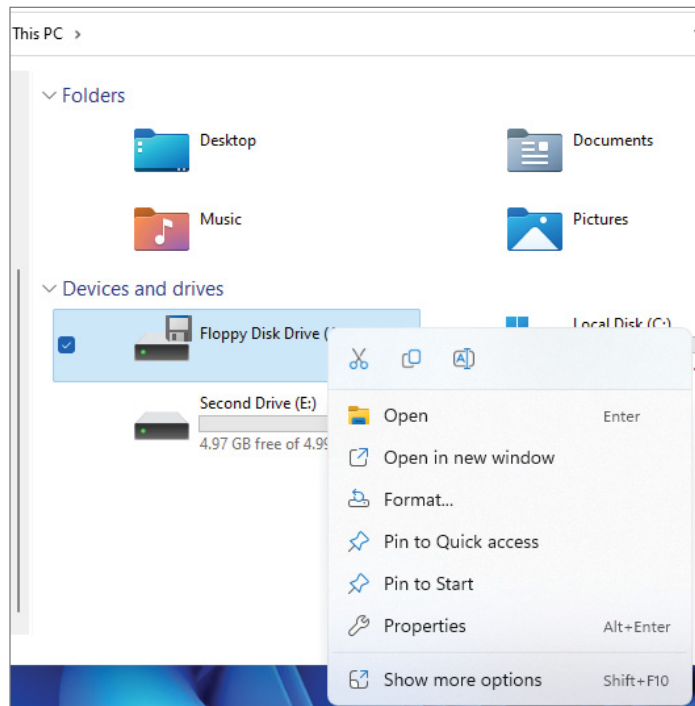 This PC >
Folders
Desktop
Documents
Music
Pictures
Devices and drives
Floppy Disk Drive (
Local Disk (C:)
Second Drive (E:)
4.97 GB free of 4.99
Open Enter
Open in new window
Format...
Pin to Quick access
Pin to Start
Properties Alt+Enter
Show more options Shift+F10